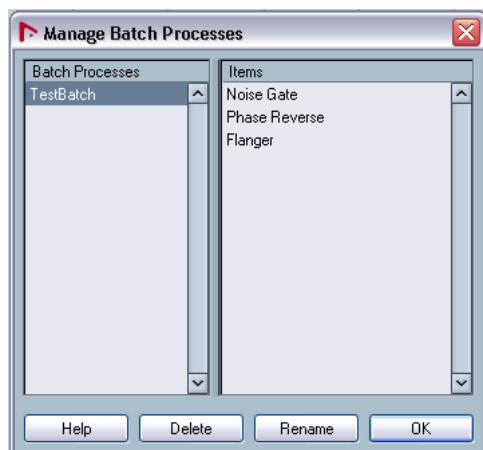 Manage Batch Processes
Batch Processes
TestBatch
Items
Noise Gate
Phase Reverse
Flanger
Help Delete Rename OK